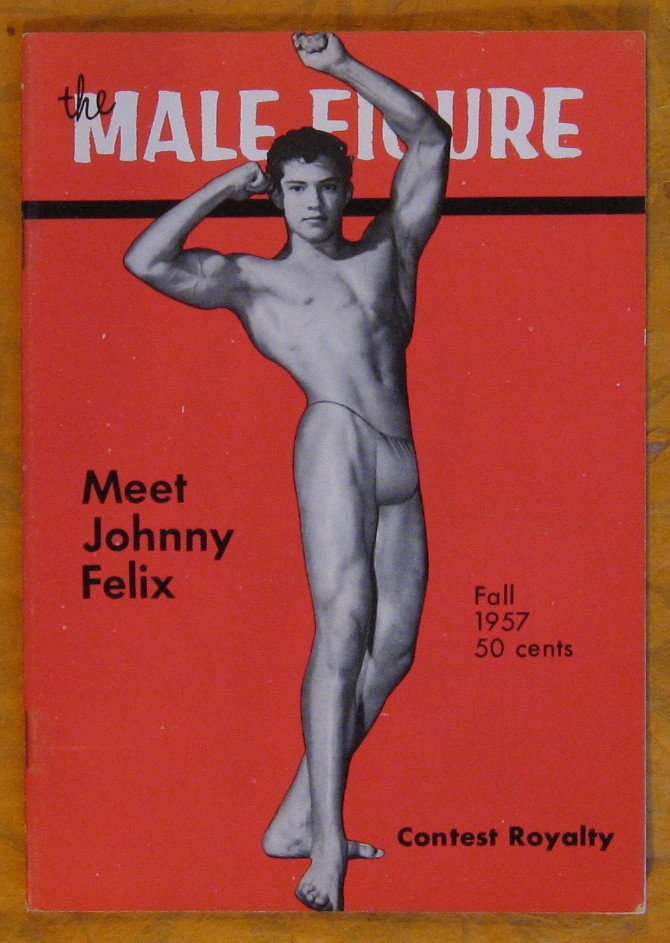 the
MALE FIGURE
Meet
Johnny
Felix
Fall
1957
50 cents
Contest Royalty